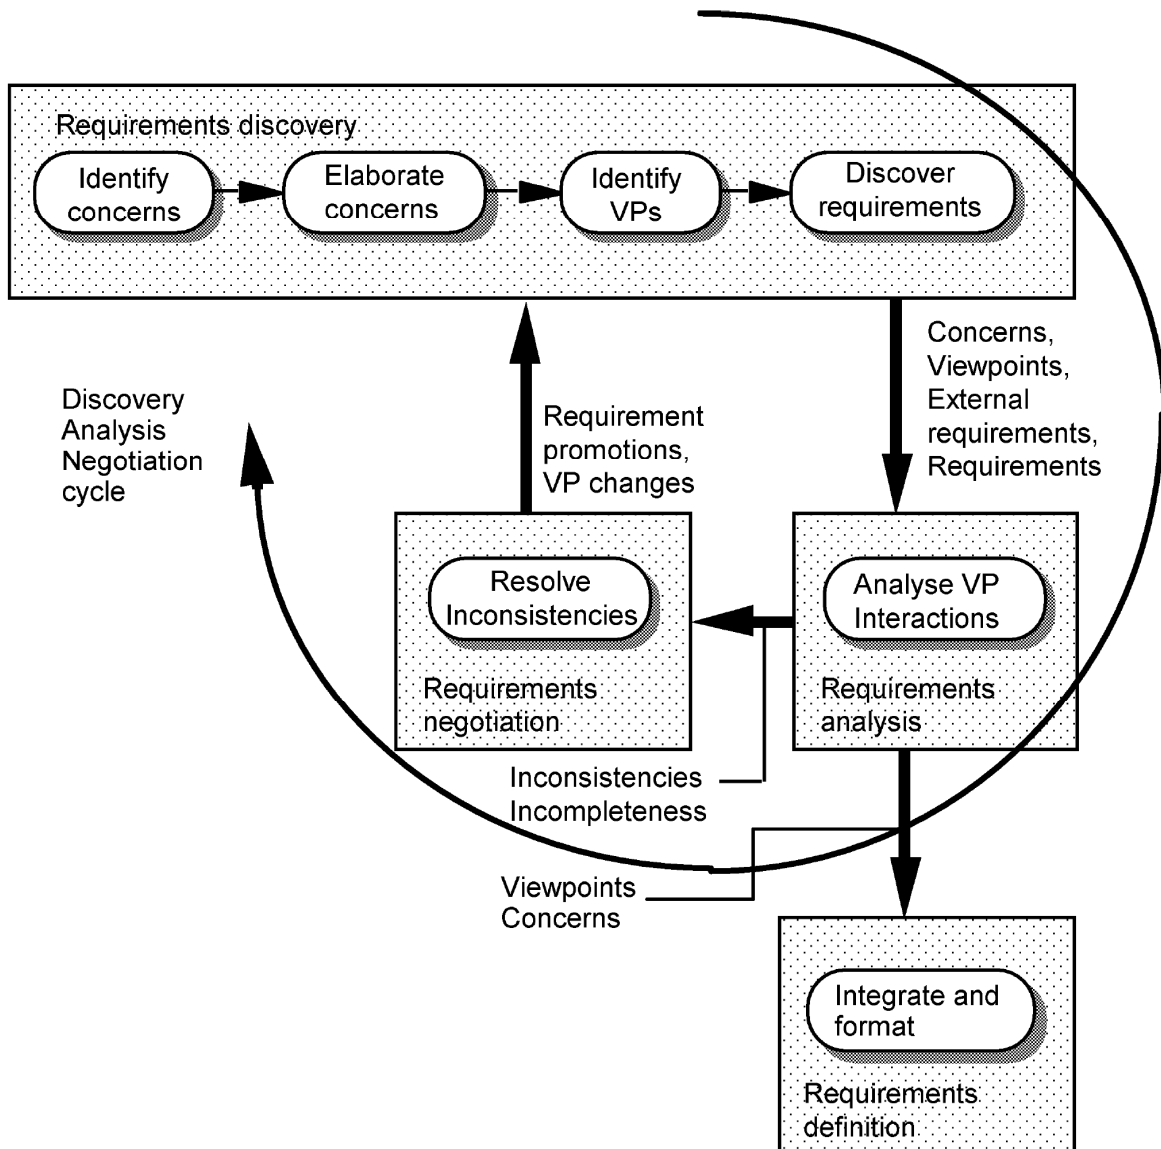 Requirements discovery
Identify
concerns
Elaborate
concerns
Identify
VPs
Discover
requirements
Concerns,
Viewpoints,
External
requirements,
Requirements
Discovery
Analysis
Negotiation
cycle
Requirement
promotions,
VP changes
Resolve
Inconsistencies
Requirements
negotiation
Analyse VP
Interactions
Requirements
analysis
Inconsistencies
Incompleteness
Viewpoints
Concerns
Integrate and
format
Requirements
definition